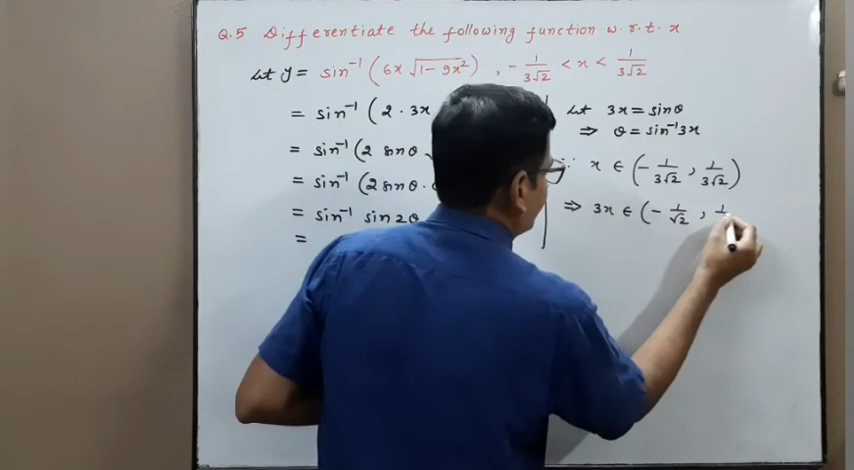 Q.5 Differentiate the following function w.r.t. x
Let y = sin⁻¹ (6x √(1-9x²)) , -1/(3√2) < x < 1/(3√2)
= sin⁻¹ (2 · 3x
= sin⁻¹ (2 sinθ
= sin⁻¹ (2 sinθ ·
= sin⁻¹ sin 2θ
=
Let 3x = sinθ
⇒ θ = sin⁻¹3x
∵ x ∈ (-1/(3√2) , 1/(3√2))
⇒ 3x ∈ (-1/√2 , 1